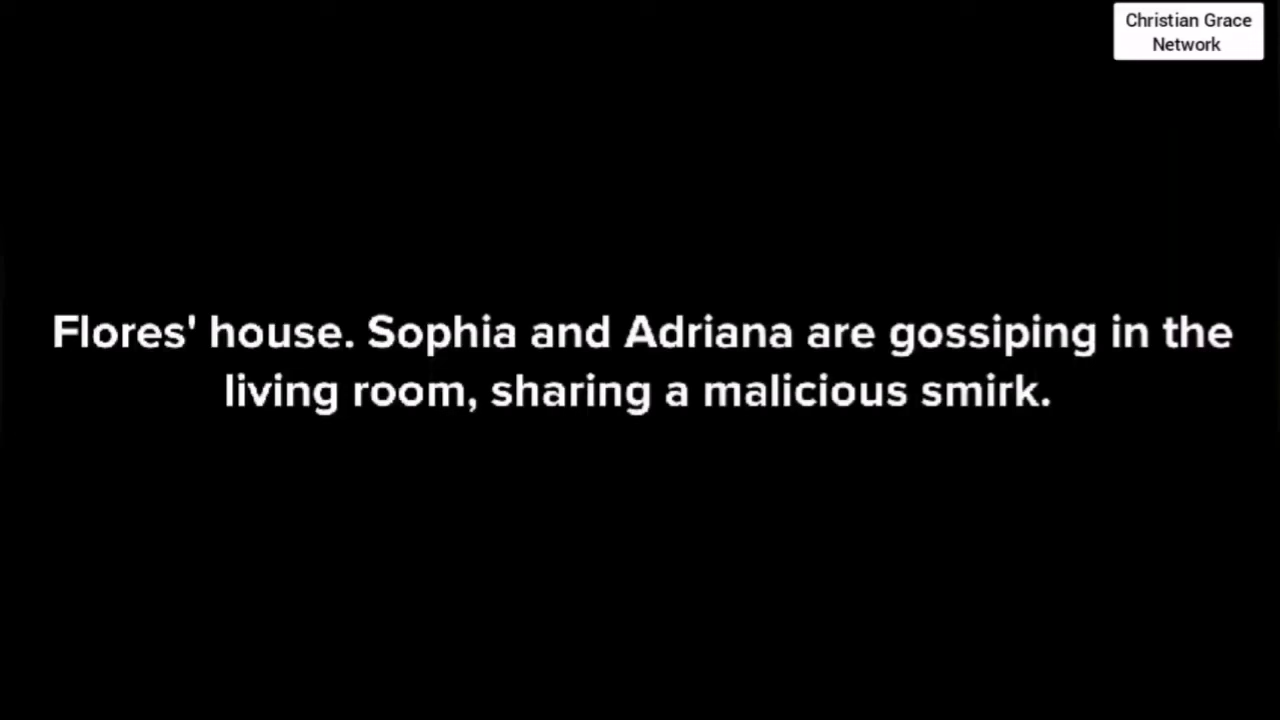 Christian Grace
Network
Flores' house. Sophia and Adriana are gossiping in the
living room, sharing a malicious smirk.